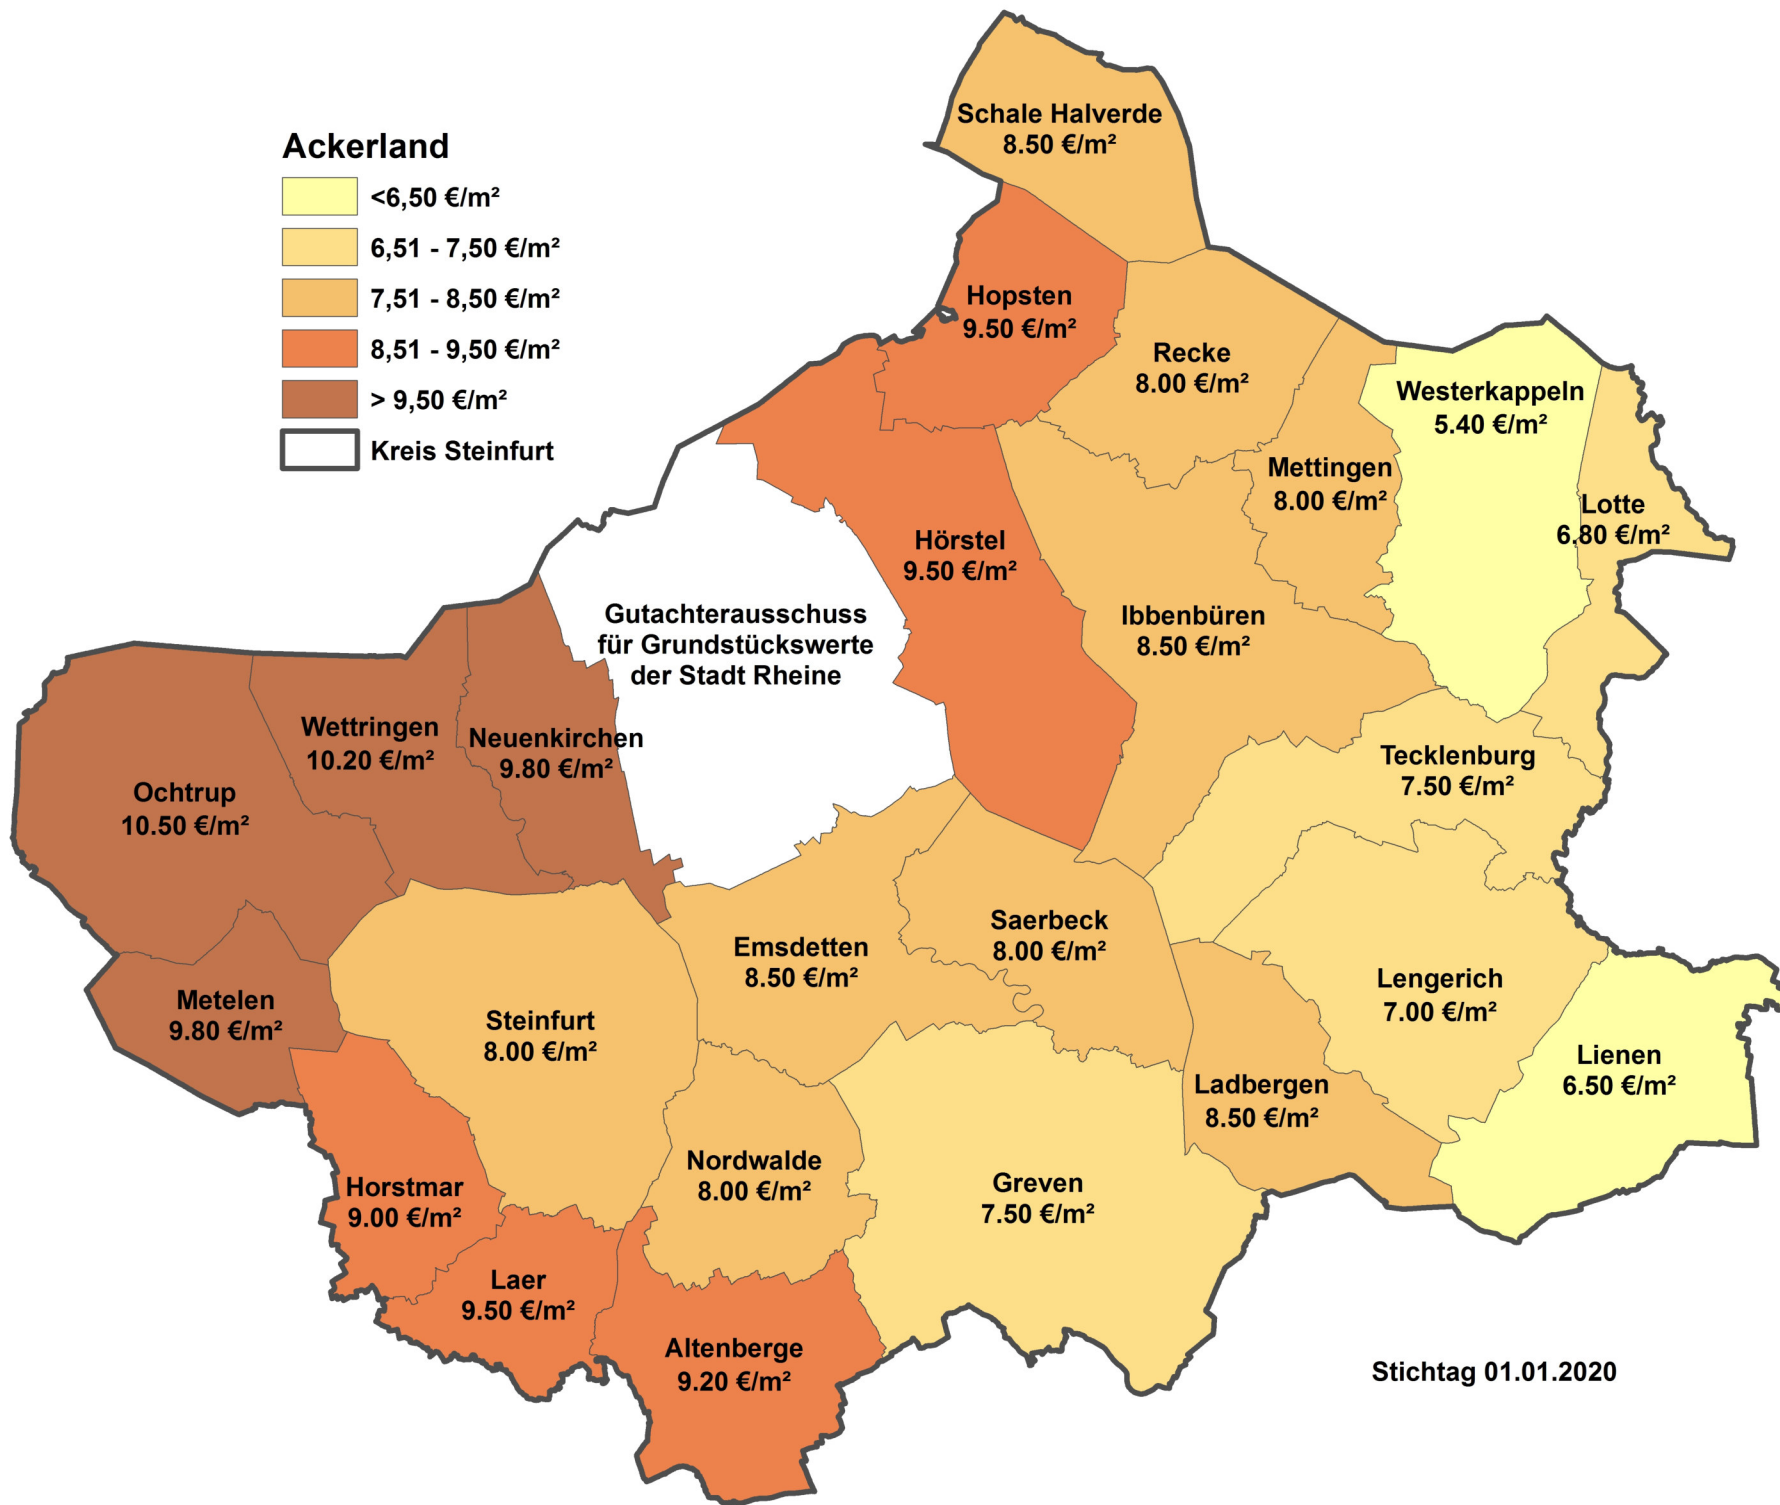 Ackerland
<6,50 €/m²
6,51 - 7,50 €/m²
7,51 - 8,50 €/m²
8,51 - 9,50 €/m²
> 9,50 €/m²
Kreis Steinfurt
Schale Halverde
8.50 €/m²
Hopsten
9.50 €/m²
Recke
8.00 €/m²
Westerkappeln
5.40 €/m²
Mettingen
8.00 €/m²
Lotte
6.80 €/m²
Hörstel
9.50 €/m²
Ibbenbüren
8.50 €/m²
Gutachterausschuss
für Grundstückswerte
der Stadt Rheine
Wettringen
10.20 €/m²
Neuenkirchen
9.80 €/m²
Ochtrup
10.50 €/m²
Tecklenburg
7.50 €/m²
Saerbeck
8.00 €/m²
Emsdetten
8.50 €/m²
Lengerich
7.00 €/m²
Metelen
9.80 €/m²
Steinfurt
8.00 €/m²
Lienen
6.50 €/m²
Ladbergen
8.50 €/m²
Nordwalde
8.00 €/m²
Greven
7.50 €/m²
Horstmar
9.00 €/m²
Laer
9.50 €/m²
Altenberge
9.20 €/m²
Stichtag 01.01.2020